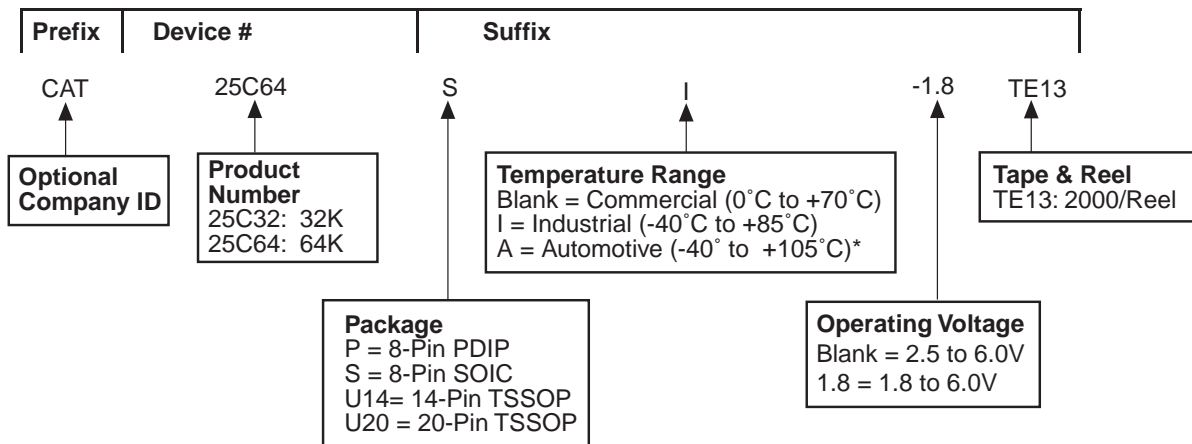 Prefix Device # Suffix
CAT 25C64 S I -1.8 TE13
Optional
Company ID
Product
Number
25C32: 32K
25C64: 64K
Temperature Range
Blank = Commercial (0˚C to +70˚C)
I = Industrial (-40˚C to +85˚C)
A = Automotive (-40˚ to +105˚C)*
Tape & Reel
TE13: 2000/Reel
Package
P = 8-Pin PDIP
S = 8-Pin SOIC
U14= 14-Pin TSSOP
U20 = 20-Pin TSSOP
Operating Voltage
Blank = 2.5 to 6.0V
1.8 = 1.8 to 6.0V